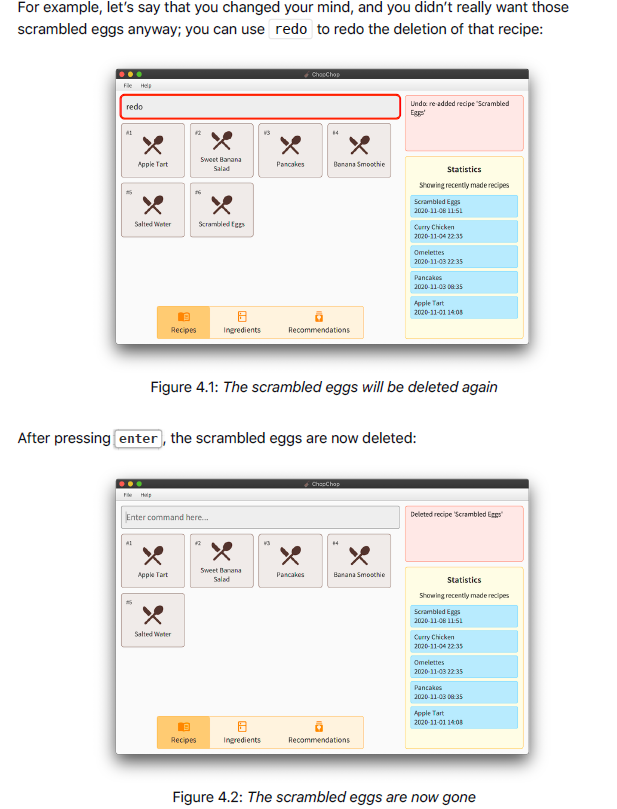 For example, let's say that you changed your mind, and you didn't really want those
scrambled eggs anyway; you can use redo to redo the deletion of that recipe:
ChopChop
File Help
redo
Undo: re-added recipe 'Scrambled
Eggs'
#1
Apple Tart
#2
Sweet Banana
Salad
#3
Pancakes
#4
Banana Smoothie
#5
Salted Water
#6
Scrambled Eggs
Statistics
Showing recently made recipes
Scrambled Eggs
2020-11-08 11:51
Curry Chicken
2020-11-04 22:35
Omelettes
2020-11-03 22:35
Pancakes
2020-11-03 08:35
Apple Tart
2020-11-01 14:08
Recipes
Ingredients
Recommendations
Figure 4.1: The scrambled eggs will be deleted again
After pressing enter, the scrambled eggs are now deleted:
ChopChop
File Help
Enter command here...
Deleted recipe 'Scrambled Eggs'
#1
Apple Tart
#2
Sweet Banana
Salad
#3
Pancakes
#4
Banana Smoothie
#5
Salted Water
Statistics
Showing recently made recipes
Scrambled Eggs
2020-11-08 11:51
Curry Chicken
2020-11-04 22:35
Omelettes
2020-11-03 22:35
Pancakes
2020-11-03 08:35
Apple Tart
2020-11-01 14:08
Recipes
Ingredients
Recommendations
Figure 4.2: The scrambled eggs are now gone